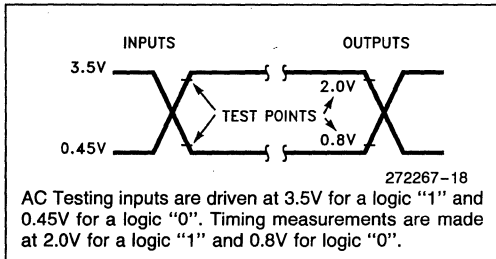 INPUTS OUTPUTS
3.5V
2.0V
TEST POINTS
0.8V
0.45V
272267-18
AC Testing inputs are driven at 3.5V for a logic “1” and
0.45V for a logic “0”. Timing measurements are made
at 2.0V for a logic “1” and 0.8V for logic “0”.